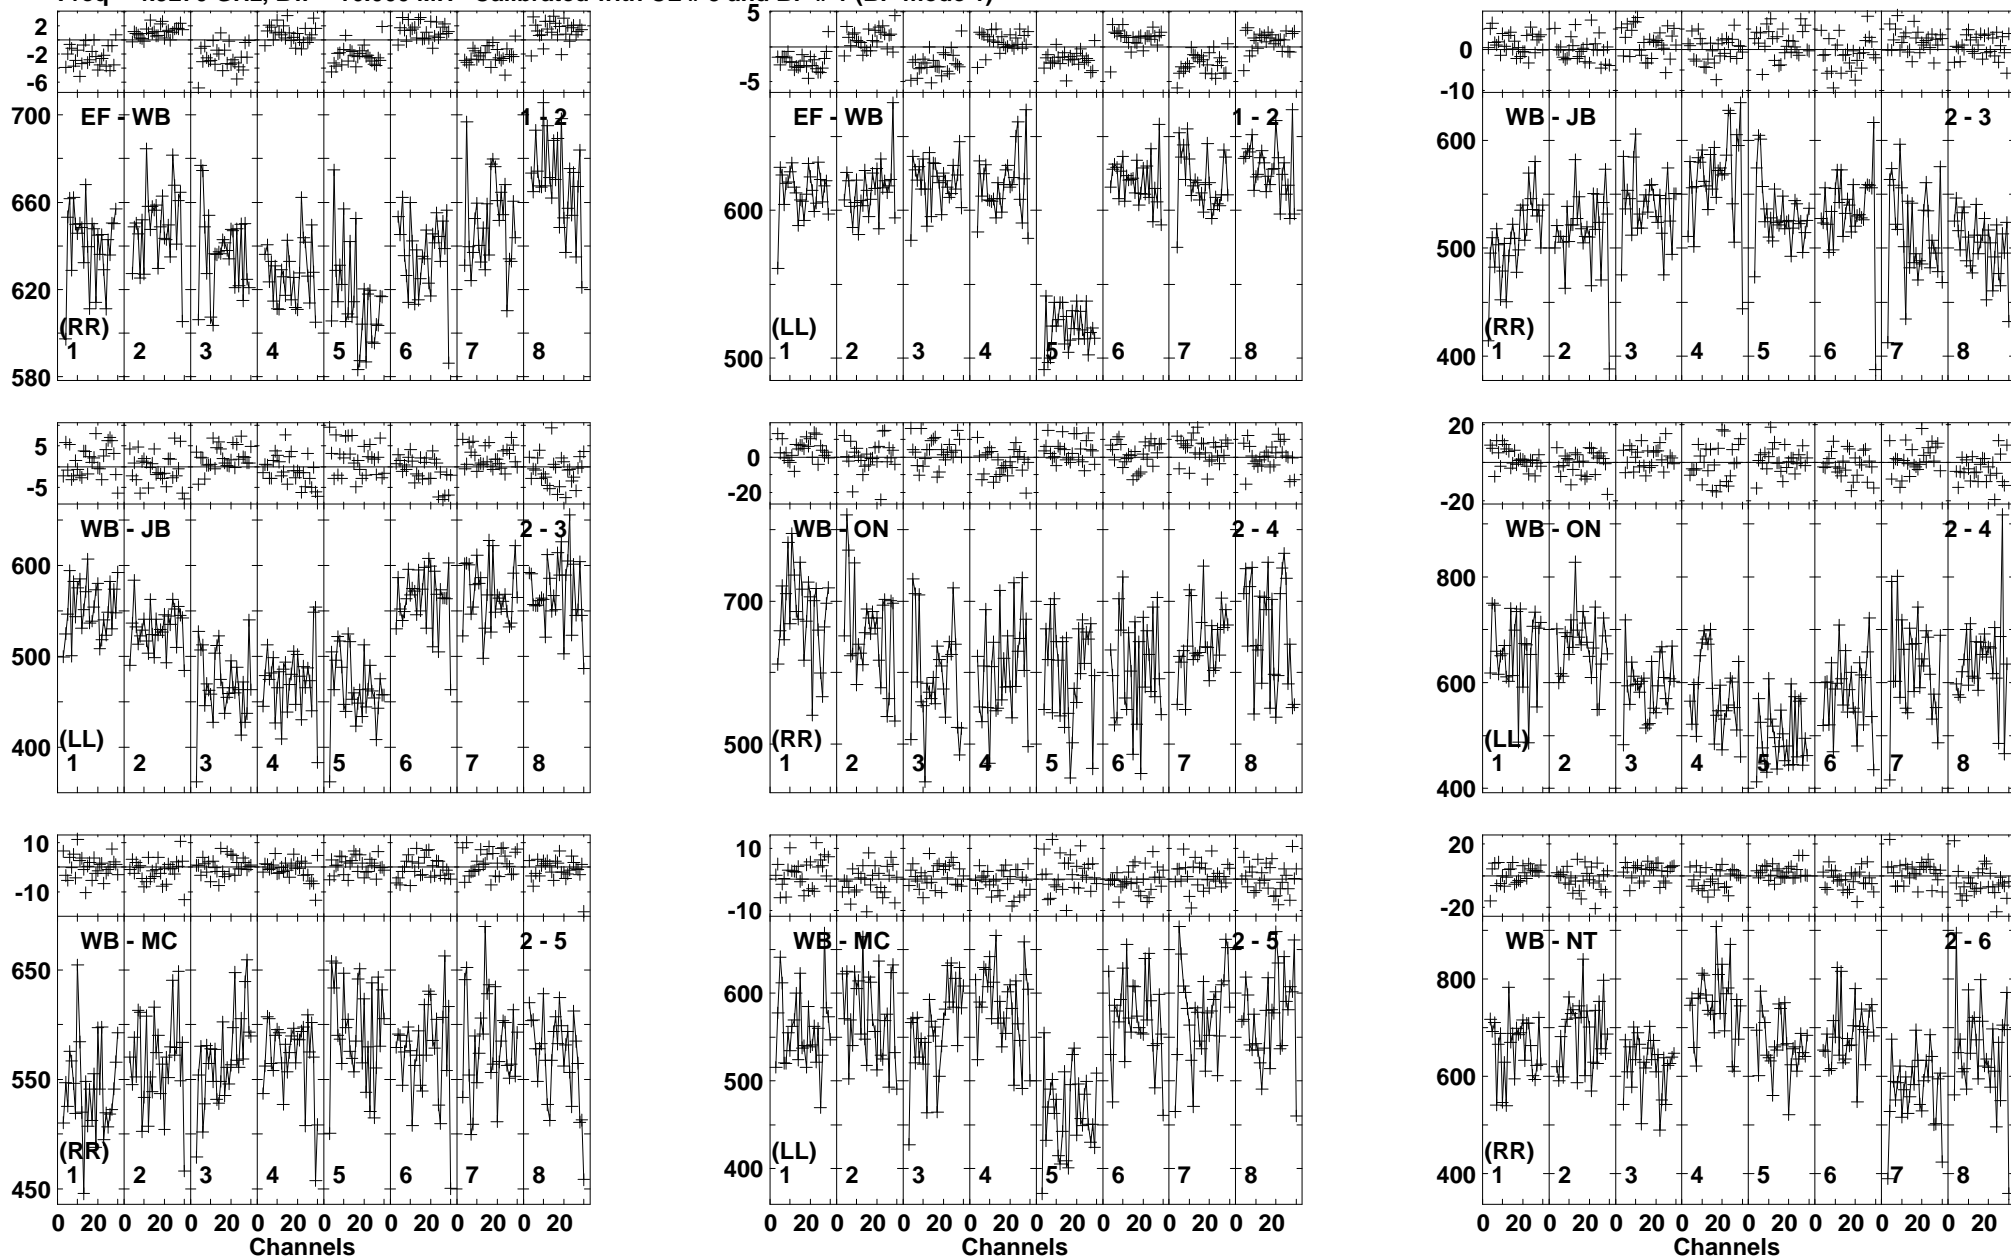 2 -2 -6
700 660 620 580
EF - WB 1 - 2
(RR)
1 2 3 4 5 6 7 8
5 -5
600 500
EF - WB 1 - 2
(LL)
1 2 3 4 5 6 7 8
0 -10
600 500 400
WB - JB 2 - 3
(RR)
1 2 3 4 5 6 7 8
5 -5
600 500 400
WB - JB 2 - 3
(LL)
1 2 3 4 5 6 7 8
0 -20
700 500
WB - ON 2 - 4
(RR)
1 2 3 4 5 6 7 8
20 0 -20
800 600 400
WB - ON 2 - 4
(LL)
1 2 3 4 5 6 7 8
10 -10
650 550 450
WB - MC 2 - 5
(RR)
1 2 3 4 5 6 7 8
0 20 0 20 0 20 0 20 0 20 0 20 0 20 0 20
Channels
10 -10
600 500 400
WB - MC 2 - 5
(LL)
1 2 3 4 5 6 7 8
0 20 0 20 0 20 0 20 0 20 0 20 0 20 0 20
Channels
20 0 -20
800 600 400
WB - NT 2 - 6
(RR)
1 2 3 4 5 6 7 8
0 20 0 20 0 20 0 20 0 20 0 20 0 20 0 20
Channels